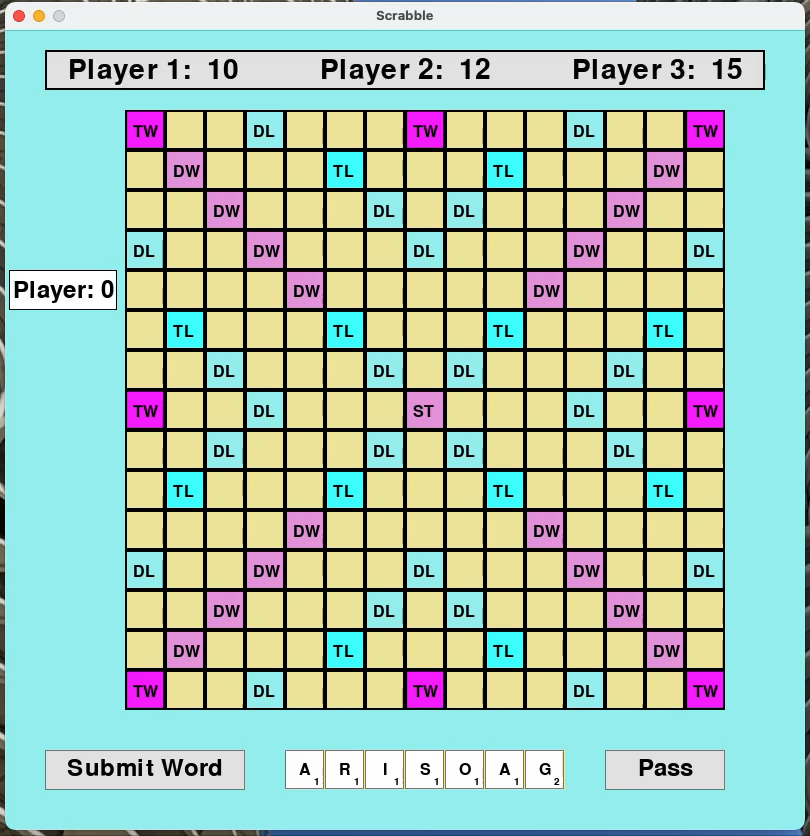 Scrabble
Player 1: 10 Player 2: 12 Player 3: 15
TW DL TW DL TW
DW TL TL DW
DW DL DL DW
DL DW DL DW DL
Player: 0
DW DW
TL TL TL TL
DL DL DL DL
TW DL ST DL TW
DL DL DL DL
TL TL TL TL
DW DW
DL DW DL DW DL
DW DL DL DW
DW TL TL DW
TW DL TW DL TW
Submit Word A1 R1 I1 S1 O1 A1 G2 Pass